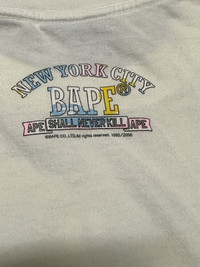 NEW YORK CITY
BAPE®
APE SHALL NEVER KILL APE
©BAPE CO., LTD. All rights reserved. 1993/2006